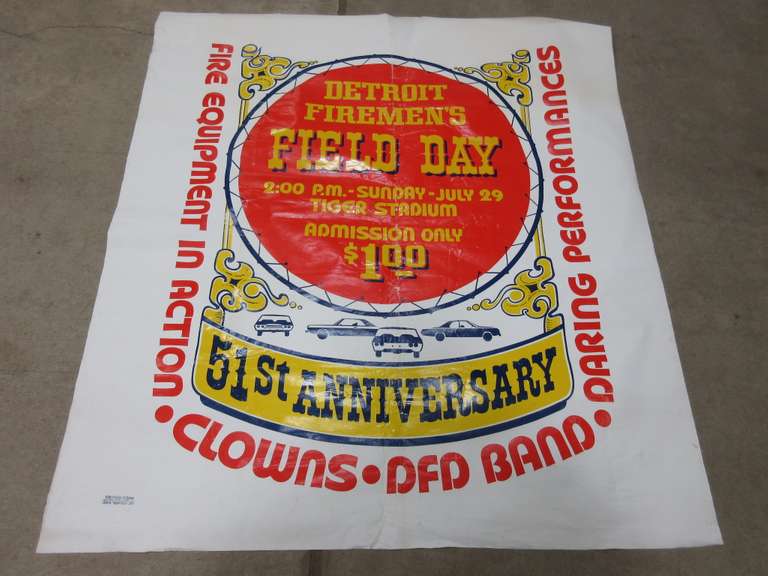 DETROIT
FIREMEN'S
FIELD DAY
2:00 P.M. - SUNDAY - JULY 29
TIGER STADIUM
ADMISSION ONLY
$1.00
51st ANNIVERSARY
FIRE EQUIPMENT IN ACTION • CLOWNS • DFD BAND • DARING PERFORMANCES